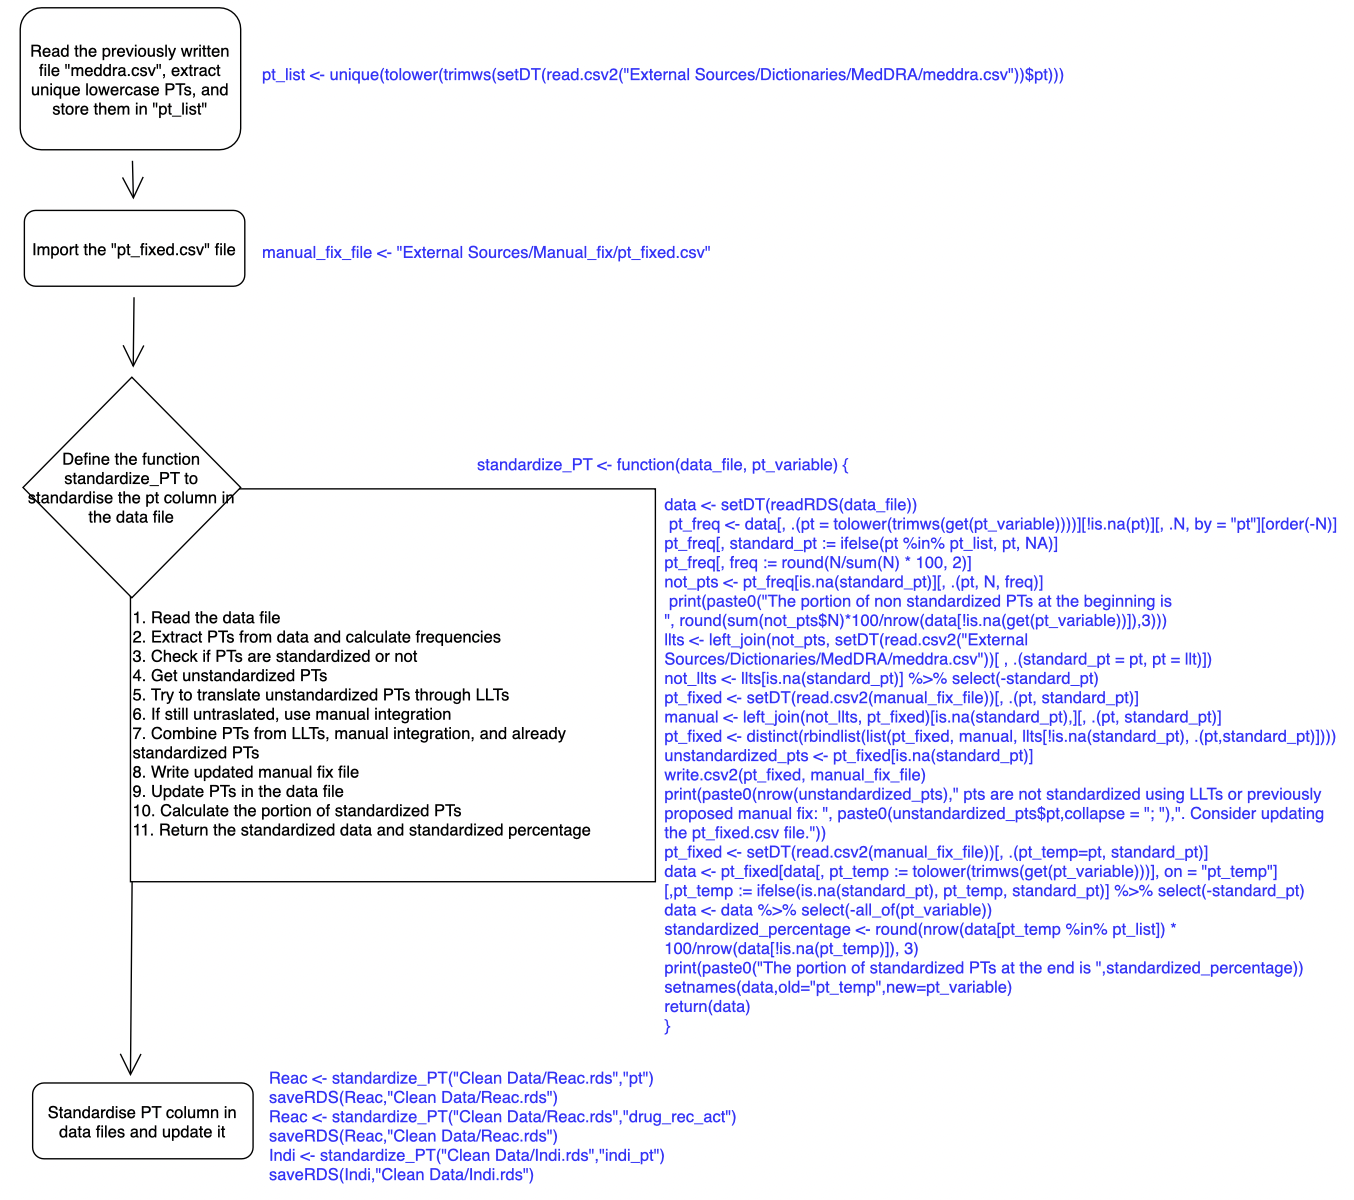 Read the previously written
file "meddra.csv", extract
unique lowercase PTs, and
store them in "pt_list"
pt_list <- unique(tolower(trimws(setDT(read.csv2("External Sources/Dictionaries/MedDRA/meddra.csv"))$pt)))
Import the "pt_fixed.csv" file
manual_fix_file <- "External Sources/Manual_fix/pt_fixed.csv"
Define the function
standardize_PT to
standardise the pt column in
the data file
standardize_PT <- function(data_file, pt_variable) {
1. Read the data file
2. Extract PTs from data and calculate frequencies
3. Check if PTs are standardized or not
4. Get unstandardized PTs
5. Try to translate unstandardized PTs through LLTs
6. If still untraslated, use manual integration
7. Combine PTs from LLTs, manual integration, and already
standardized PTs
8. Write updated manual fix file
9. Update PTs in the data file
10. Calculate the portion of standardized PTs
11. Return the standardized data and standardized percentage
data <- setDT(readRDS(data_file))
pt_freq <- data[, .(pt = tolower(trimws(get(pt_variable))))][!is.na(pt)][, .N, by = "pt"][order(-N)]
pt_freq[, standard_pt := ifelse(pt %in% pt_list, pt, NA)]
pt_freq[, freq := round(N/sum(N) * 100, 2)]
not_pts <- pt_freq[is.na(standard_pt)][, .(pt, N, freq)]
print(paste0("The portion of non standardized PTs at the beginning is
", round(sum(not_pts$N)*100/nrow(data[!is.na(get(pt_variable))]),3)))
llts <- left_join(not_pts, setDT(read.csv2("External
Sources/Dictionaries/MedDRA/meddra.csv"))[ , .(standard_pt = pt, pt = llt)])
not_llts <- llts[is.na(standard_pt)] %>% select(-standard_pt)
pt_fixed <- setDT(read.csv2(manual_fix_file))[, .(pt, standard_pt)]
manual <- left_join(not_llts, pt_fixed)[is.na(standard_pt),][, .(pt, standard_pt)]
pt_fixed <- distinct(rbindlist(list(pt_fixed, manual, llts[!is.na(standard_pt), .(pt,standard_pt)])))
unstandardized_pts <- pt_fixed[is.na(standard_pt)]
write.csv2(pt_fixed, manual_fix_file)
print(paste0(nrow(unstandardized_pts)," pts are not standardized using LLTs or previously
proposed manual fix: ", paste0(unstandardized_pts$pt,collapse = "; "),". Consider updating
the pt_fixed.csv file."))
pt_fixed <- setDT(read.csv2(manual_fix_file))[, .(pt_temp=pt, standard_pt)]
data <- pt_fixed[data[, pt_temp := tolower(trimws(get(pt_variable)))], on = "pt_temp"]
[,pt_temp := ifelse(is.na(standard_pt), pt_temp, standard_pt)] %>% select(-standard_pt)
data <- data %>% select(-all_of(pt_variable))
standardized_percentage <- round(nrow(data[pt_temp %in% pt_list]) *
100/nrow(data[!is.na(pt_temp)]), 3)
print(paste0("The portion of standardized PTs at the end is ",standardized_percentage))
setnames(data,old="pt_temp",new=pt_variable)
return(data)
}
Standardise PT column in
data files and update it
Reac <- standardize_PT("Clean Data/Reac.rds","pt")
saveRDS(Reac,"Clean Data/Reac.rds")
Reac <- standardize_PT("Clean Data/Reac.rds","drug_rec_act")
saveRDS(Reac,"Clean Data/Reac.rds")
Indi <- standardize_PT("Clean Data/Indi.rds","indi_pt")
saveRDS(Indi,"Clean Data/Indi.rds")